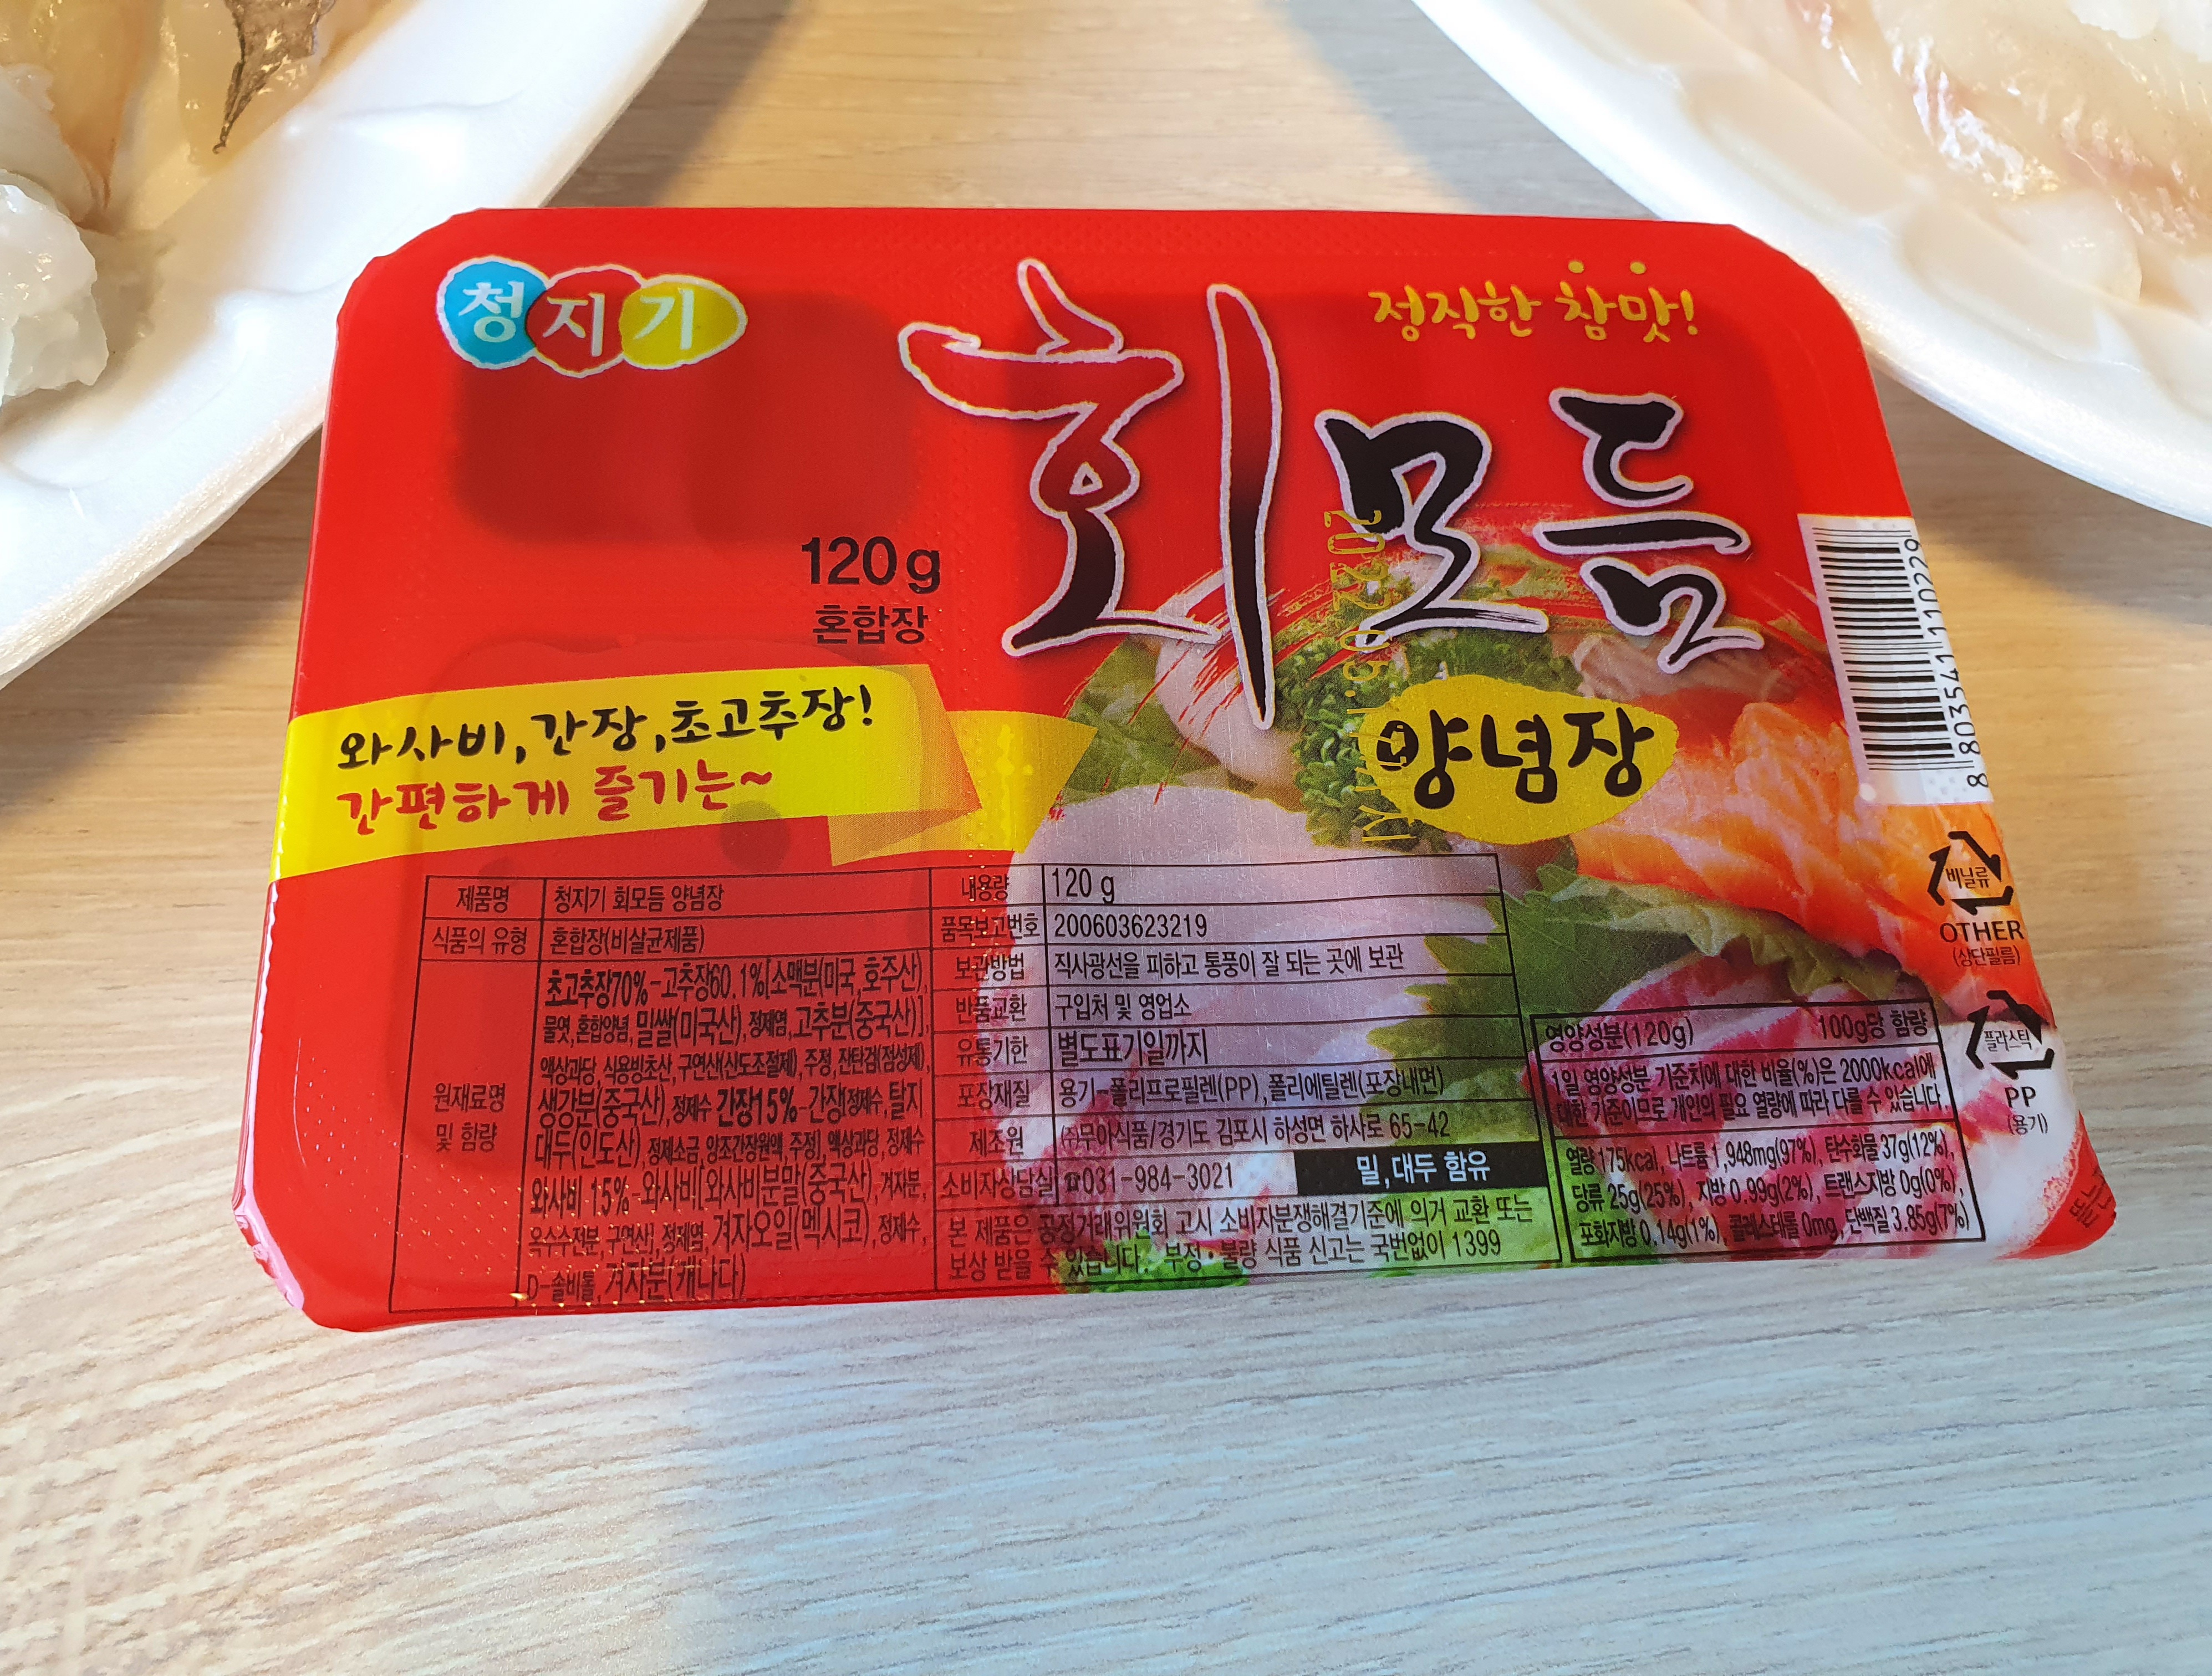 청지기
정직한 참맛!
회모듬
양념장
120g
혼합장
와사비,간장,초고추장!
간편하게 즐기는~
8 803541 110229
비닐류
OTHER
(상단필름)
플라스틱
PP
(용기)
제품명 청지기 회모듬 양념장
식품의 유형 혼합장(비살균제품)
원재료명 및 함량
초고추장70%-고추장60.1%[소맥분(미국,호주산),
물엿,혼합양념,밀쌀(미국산),정제염,고추분(중국산)],
액상과당,식용빙초산,구연산(산도조절제),주정,잔탄검(점성제),
생강분(중국산),정제수 간장15%-간장[정제수,탈지
대두(인도산),정제소금,양조간장원액,주정],액상과당,정제수
와사비 15%-와사비[와사비분말(중국산),겨자분,
옥수수전분,구연산],정제염,겨자오일(멕시코),정제수,
D-솔비톨,겨자분(캐나다)
내용량 120 g
품목보고번호 200603623219
보관방법 직사광선을 피하고 통풍이 잘 되는 곳에 보관
반품교환 구입처 및 영업소
유통기한 별도표기일까지
포장재질 용기-폴리프로필렌(PP),폴리에틸렌(포장내면)
제조원 ㈜무아식품/경기도 김포시 하성면 하사로 65-42
소비자상담실 ☎031-984-3021
밀,대두 함유
본 제품은 공정거래위원회 고시 소비자분쟁해결기준에 의거 교환 또는
보상 받을 수 있습니다. 부정·불량 식품 신고는 국번없이 1399
영양성분(120g) 100g당 함량
1일 영양성분 기준치에 대한 비율(%)은 2000kcal에
대한 기준이므로 개인의 필요 열량에 따라 다를 수 있습니다.
열량 175kcal, 나트륨 1,948mg(97%), 탄수화물 37g(12%),
당류 25g(25%), 지방 0.99g(2%), 트랜스지방 0g(0%),
포화지방 0.14g(1%), 콜레스테롤 0mg, 단백질 3.85g(7%)